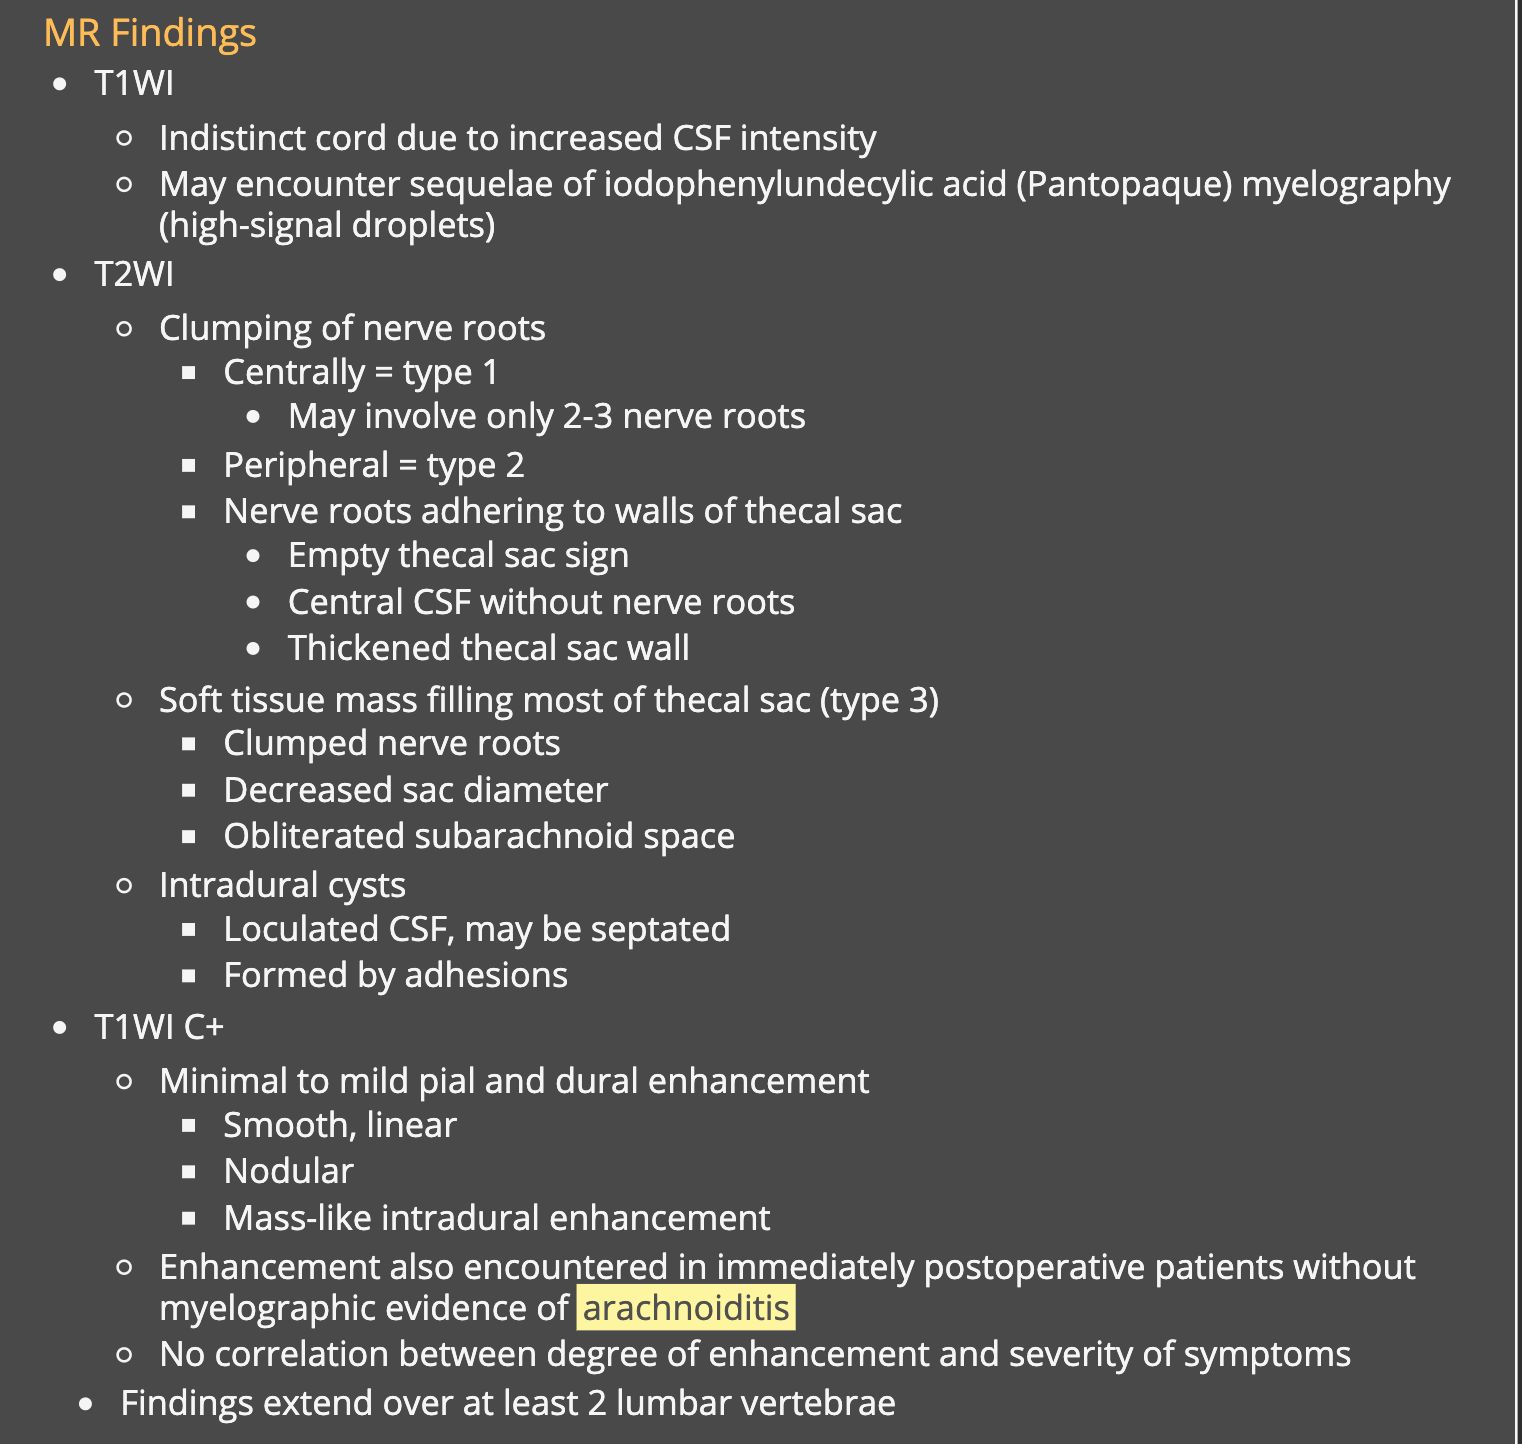 MR Findings
• T1WI
○ Indistinct cord due to increased CSF intensity
○ May encounter sequelae of iodophenylundecylic acid (Pantopaque) myelography
(high-signal droplets)
• T2WI
○ Clumping of nerve roots
▪ Centrally = type 1
• May involve only 2-3 nerve roots
▪ Peripheral = type 2
▪ Nerve roots adhering to walls of thecal sac
• Empty thecal sac sign
• Central CSF without nerve roots
• Thickened thecal sac wall
○ Soft tissue mass filling most of thecal sac (type 3)
▪ Clumped nerve roots
▪ Decreased sac diameter
▪ Obliterated subarachnoid space
○ Intradural cysts
▪ Loculated CSF, may be septated
▪ Formed by adhesions
• T1WI C+
○ Minimal to mild pial and dural enhancement
▪ Smooth, linear
▪ Nodular
▪ Mass-like intradural enhancement
○ Enhancement also encountered in immediately postoperative patients without
myelographic evidence of arachnoiditis
○ No correlation between degree of enhancement and severity of symptoms
• Findings extend over at least 2 lumbar vertebrae